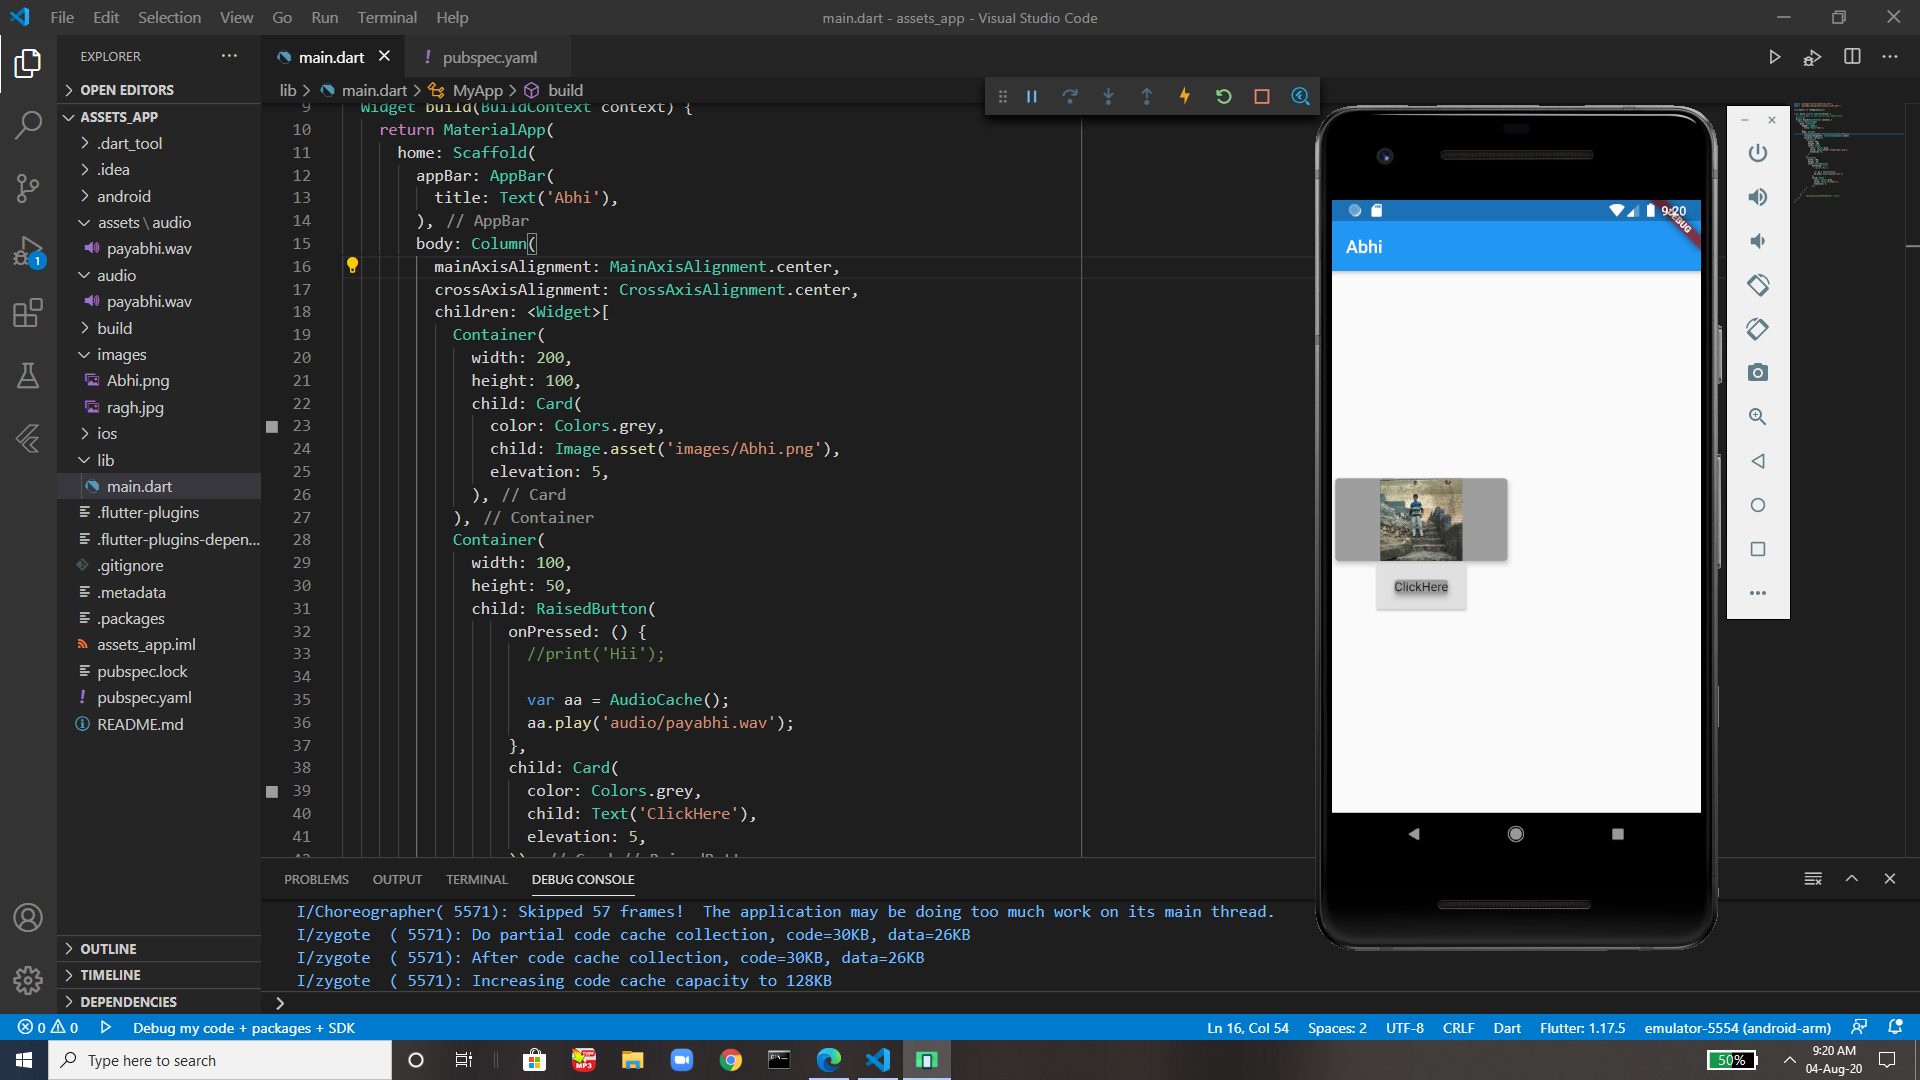 File Edit Selection View Go Run Terminal Help
main.dart - assets_app - Visual Studio Code
EXPLORER
OPEN EDITORS
ASSETS_APP
.dart_tool
.idea
android
assets \ audio
payabhi.wav
audio
payabhi.wav
build
images
Abhi.png
ragh.jpg
ios
lib
main.dart
.flutter-plugins
.flutter-plugins-depen...
.gitignore
.metadata
.packages
assets_app.iml
pubspec.lock
pubspec.yaml
README.md
OUTLINE
TIMELINE
DEPENDENCIES
1
main.dart
! pubspec.yaml
lib > main.dart > MyApp > build
9 Widget build(BuildContext context) {
10 return MaterialApp(
11 home: Scaffold(
12 appBar: AppBar(
13 title: Text('Abhi'),
14 ), // AppBar
15 body: Column(
16 mainAxisAlignment: MainAxisAlignment.center,
17 crossAxisAlignment: CrossAxisAlignment.center,
18 children: <Widget>[
19 Container(
20 width: 200,
21 height: 100,
22 child: Card(
23 color: Colors.grey,
24 child: Image.asset('images/Abhi.png'),
25 elevation: 5,
26 ), // Card
27 ), // Container
28 Container(
29 width: 100,
30 height: 50,
31 child: RaisedButton(
32 onPressed: () {
33 //print('Hii');
34
35 var aa = AudioCache();
36 aa.play('audio/payabhi.wav');
37 },
38 child: Card(
39 color: Colors.grey,
40 child: Text('ClickHere'),
41 elevation: 5,
9:20
DEBUG
Abhi
ClickHere
PROBLEMS OUTPUT TERMINAL DEBUG CONSOLE
I/Choreographer( 5571): Skipped 57 frames! The application may be doing too much work on its main thread.
I/zygote ( 5571): Do partial code cache collection, code=30KB, data=26KB
I/zygote ( 5571): After code cache collection, code=30KB, data=26KB
I/zygote ( 5571): Increasing code cache capacity to 128KB
0 0 Debug my code + packages + SDK
Ln 16, Col 54 Spaces: 2 UTF-8 CRLF Dart Flutter: 1.17.5 emulator-5554 (android-arm)
Type here to search
MP3
50%
9:20 AM
04-Aug-20